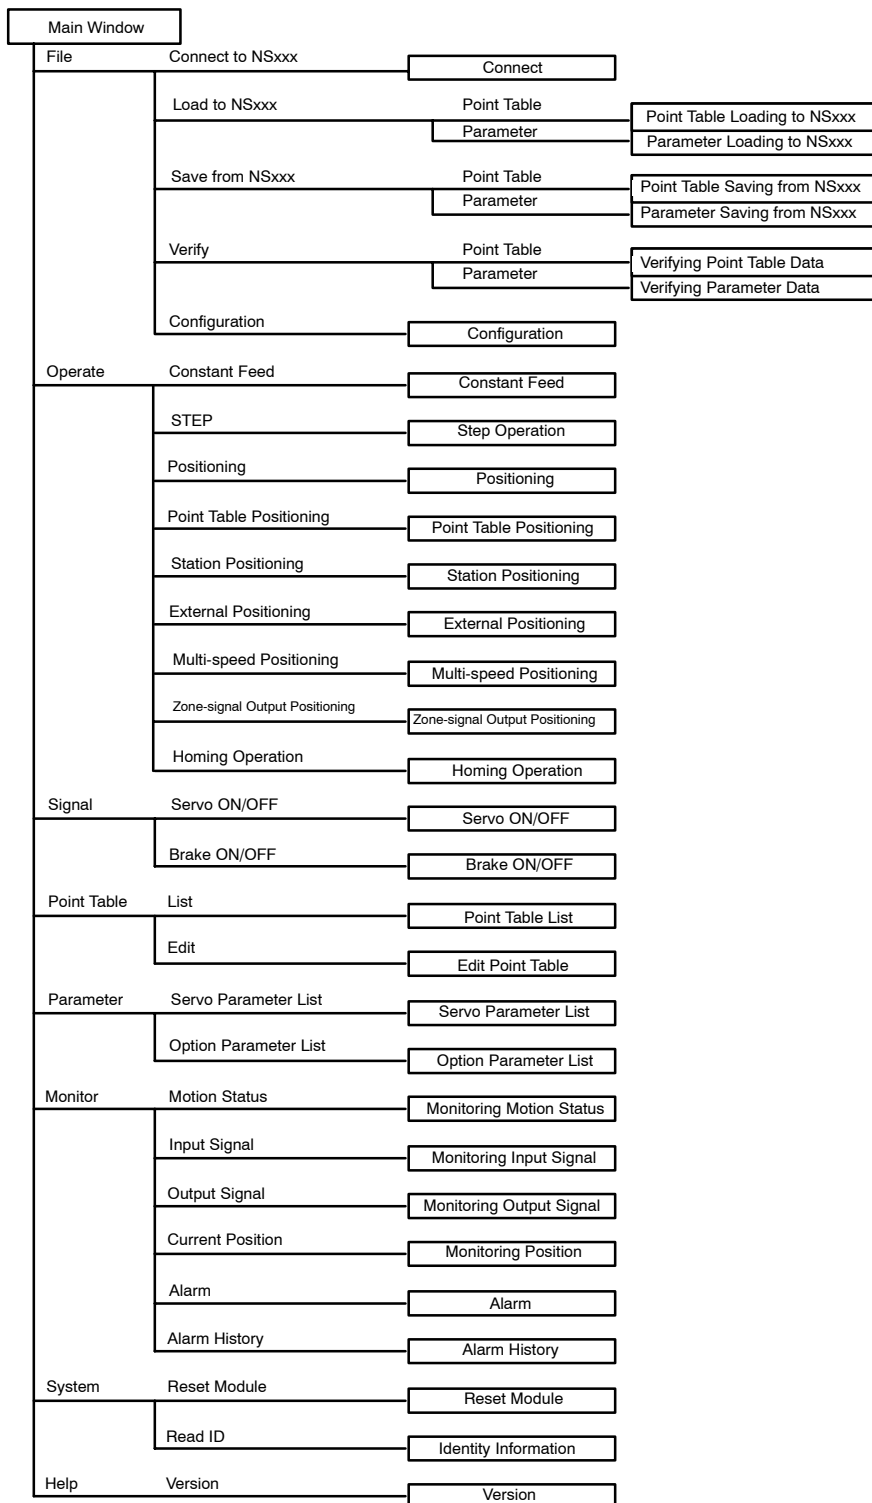 Main Window
File Connect to NSxxx Connect
Load to NSxxx Point Table Point Table Loading to NSxxx
Parameter Parameter Loading to NSxxx
Save from NSxxx Point Table Point Table Saving from NSxxx
Parameter Parameter Saving from NSxxx
Verify Point Table Verifying Point Table Data
Parameter Verifying Parameter Data
Configuration Configuration
Operate Constant Feed Constant Feed
STEP Step Operation
Positioning Positioning
Point Table Positioning Point Table Positioning
Station Positioning Station Positioning
External Positioning External Positioning
Multi-speed Positioning Multi-speed Positioning
Zone-signal Output Positioning Zone-signal Output Positioning
Homing Operation Homing Operation
Signal Servo ON/OFF Servo ON/OFF
Brake ON/OFF Brake ON/OFF
Point Table List Point Table List
Edit Edit Point Table
Parameter Servo Parameter List Servo Parameter List
Option Parameter List Option Parameter List
Monitor Motion Status Monitoring Motion Status
Input Signal Monitoring Input Signal
Output Signal Monitoring Output Signal
Current Position Monitoring Position
Alarm Alarm
Alarm History Alarm History
System Reset Module Reset Module
Read ID Identity Information
Help Version Version